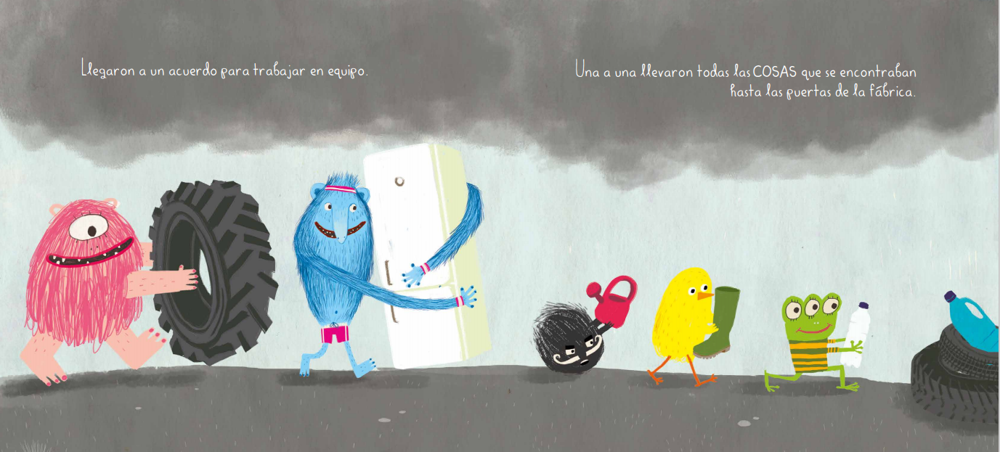 Llegaron a un acuerdo para trabajar en equipo.
Una a una llevaron todas las COSAS que se encontraban
hasta las puertas de la fábrica.